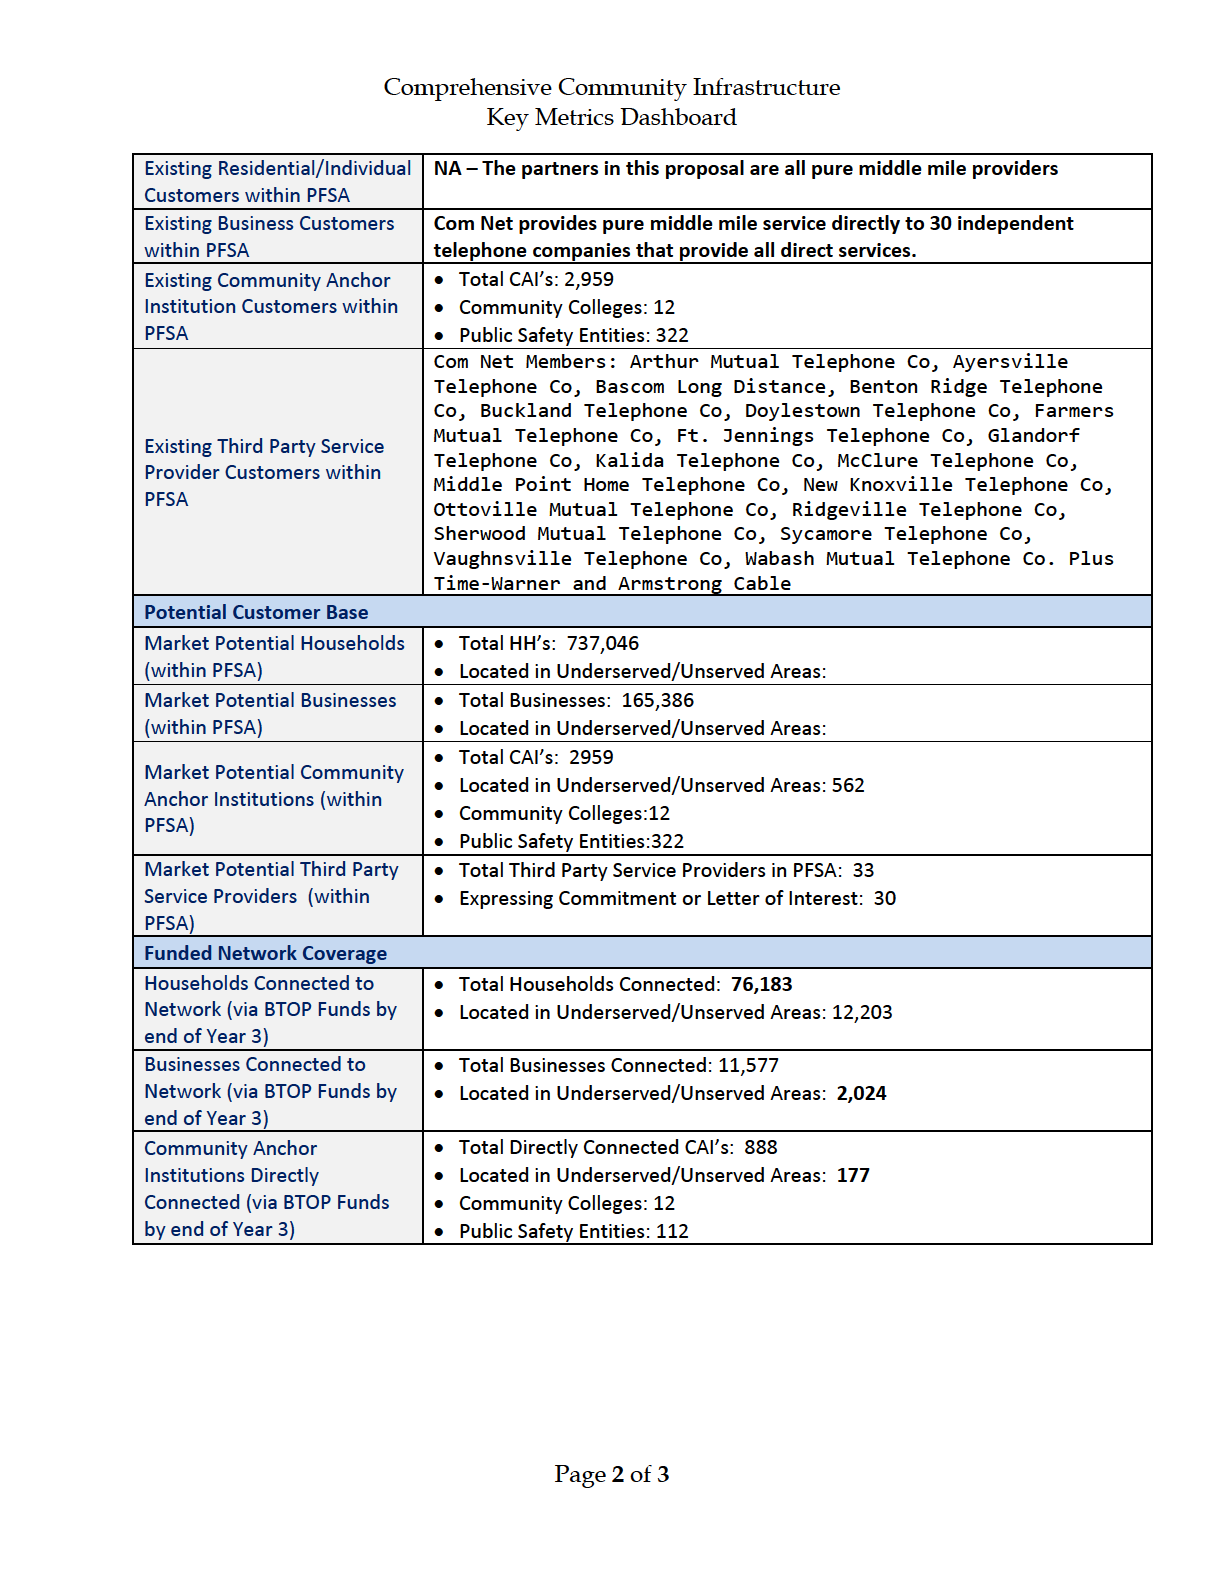 Comprehensive Community Infrastructure
Key Metrics Dashboard
Existing Residential/Individual
Customers within PFSA
NA – The partners in this proposal are all pure middle mile providers
Existing Business Customers
within PFSA
Com Net provides pure middle mile service directly to 30 independent
telephone companies that provide all direct services.
Existing Community Anchor
Institution Customers within
PFSA
• Total CAI’s: 2,959
• Community Colleges: 12
• Public Safety Entities: 322
Existing Third Party Service
Provider Customers within
PFSA
Com Net Members: Arthur Mutual Telephone Co, Ayersville
Telephone Co, Bascom Long Distance, Benton Ridge Telephone
Co, Buckland Telephone Co, Doylestown Telephone Co, Farmers
Mutual Telephone Co, Ft. Jennings Telephone Co, Glandorf
Telephone Co, Kalida Telephone Co, McClure Telephone Co,
Middle Point Home Telephone Co, New Knoxville Telephone Co,
Ottoville Mutual Telephone Co, Ridgeville Telephone Co,
Sherwood Mutual Telephone Co, Sycamore Telephone Co,
Vaughnsville Telephone Co, Wabash Mutual Telephone Co. Plus
Time-Warner and Armstrong Cable
Potential Customer Base
Market Potential Households
(within PFSA)
• Total HH’s:  737,046
• Located in Underserved/Unserved Areas:
Market Potential Businesses
(within PFSA)
• Total Businesses:  165,386
• Located in Underserved/Unserved Areas:
Market Potential Community
Anchor Institutions (within
PFSA)
• Total CAI’s:  2959
• Located in Underserved/Unserved Areas: 562
• Community Colleges:12
• Public Safety Entities:322
Market Potential Third Party
Service Providers  (within
PFSA)
• Total Third Party Service Providers in PFSA:  33
• Expressing Commitment or Letter of Interest:  30
Funded Network Coverage
Households Connected to
Network (via BTOP Funds by
end of Year 3)
• Total Households Connected:  76,183
• Located in Underserved/Unserved Areas: 12,203
Businesses Connected to
Network (via BTOP Funds by
end of Year 3)
• Total Businesses Connected: 11,577
• Located in Underserved/Unserved Areas:  2,024
Community Anchor
Institutions Directly
Connected (via BTOP Funds
by end of Year 3)
• Total Directly Connected CAI’s:  888
• Located in Underserved/Unserved Areas:  177
• Community Colleges: 12
• Public Safety Entities: 112
Page 2 of 3